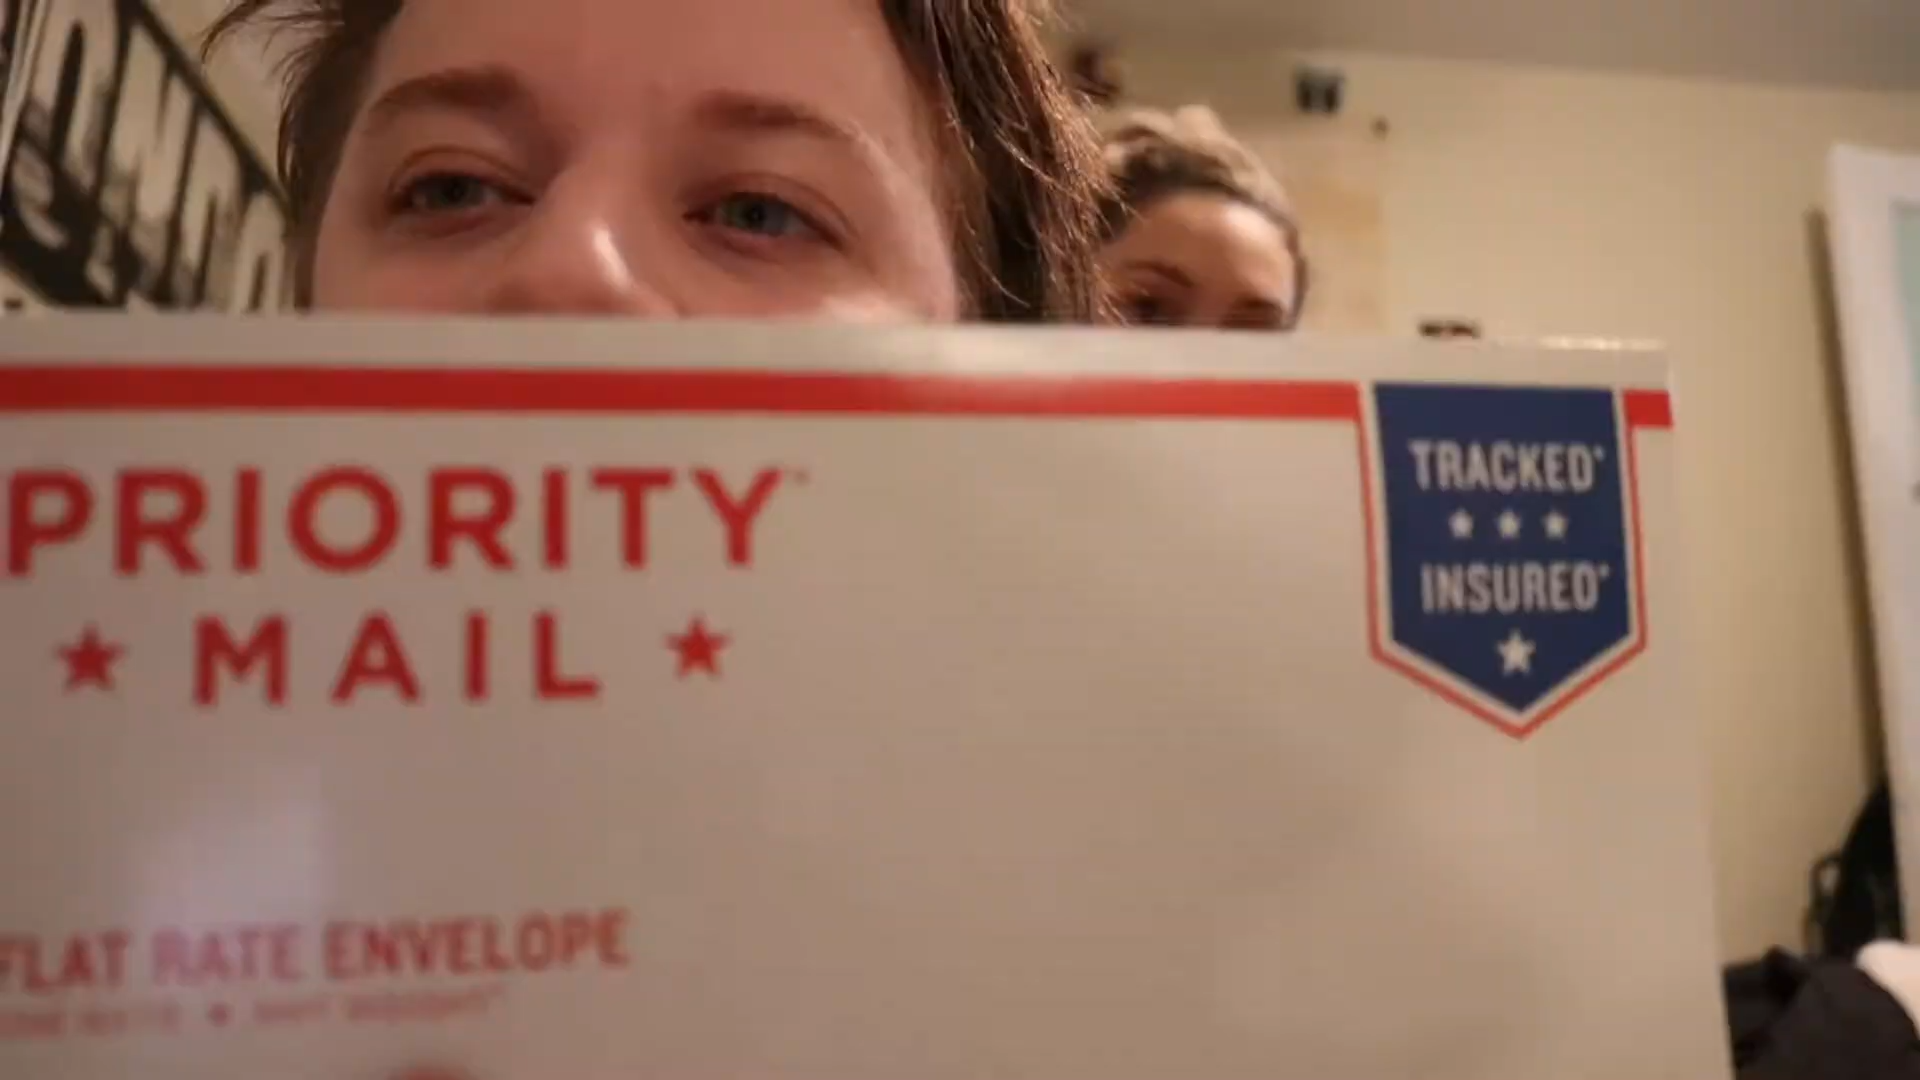 PRIORITY
★ MAIL ★
TRACKED*
★ ★ ★
INSURED*
★
FLAT RATE ENVELOPE